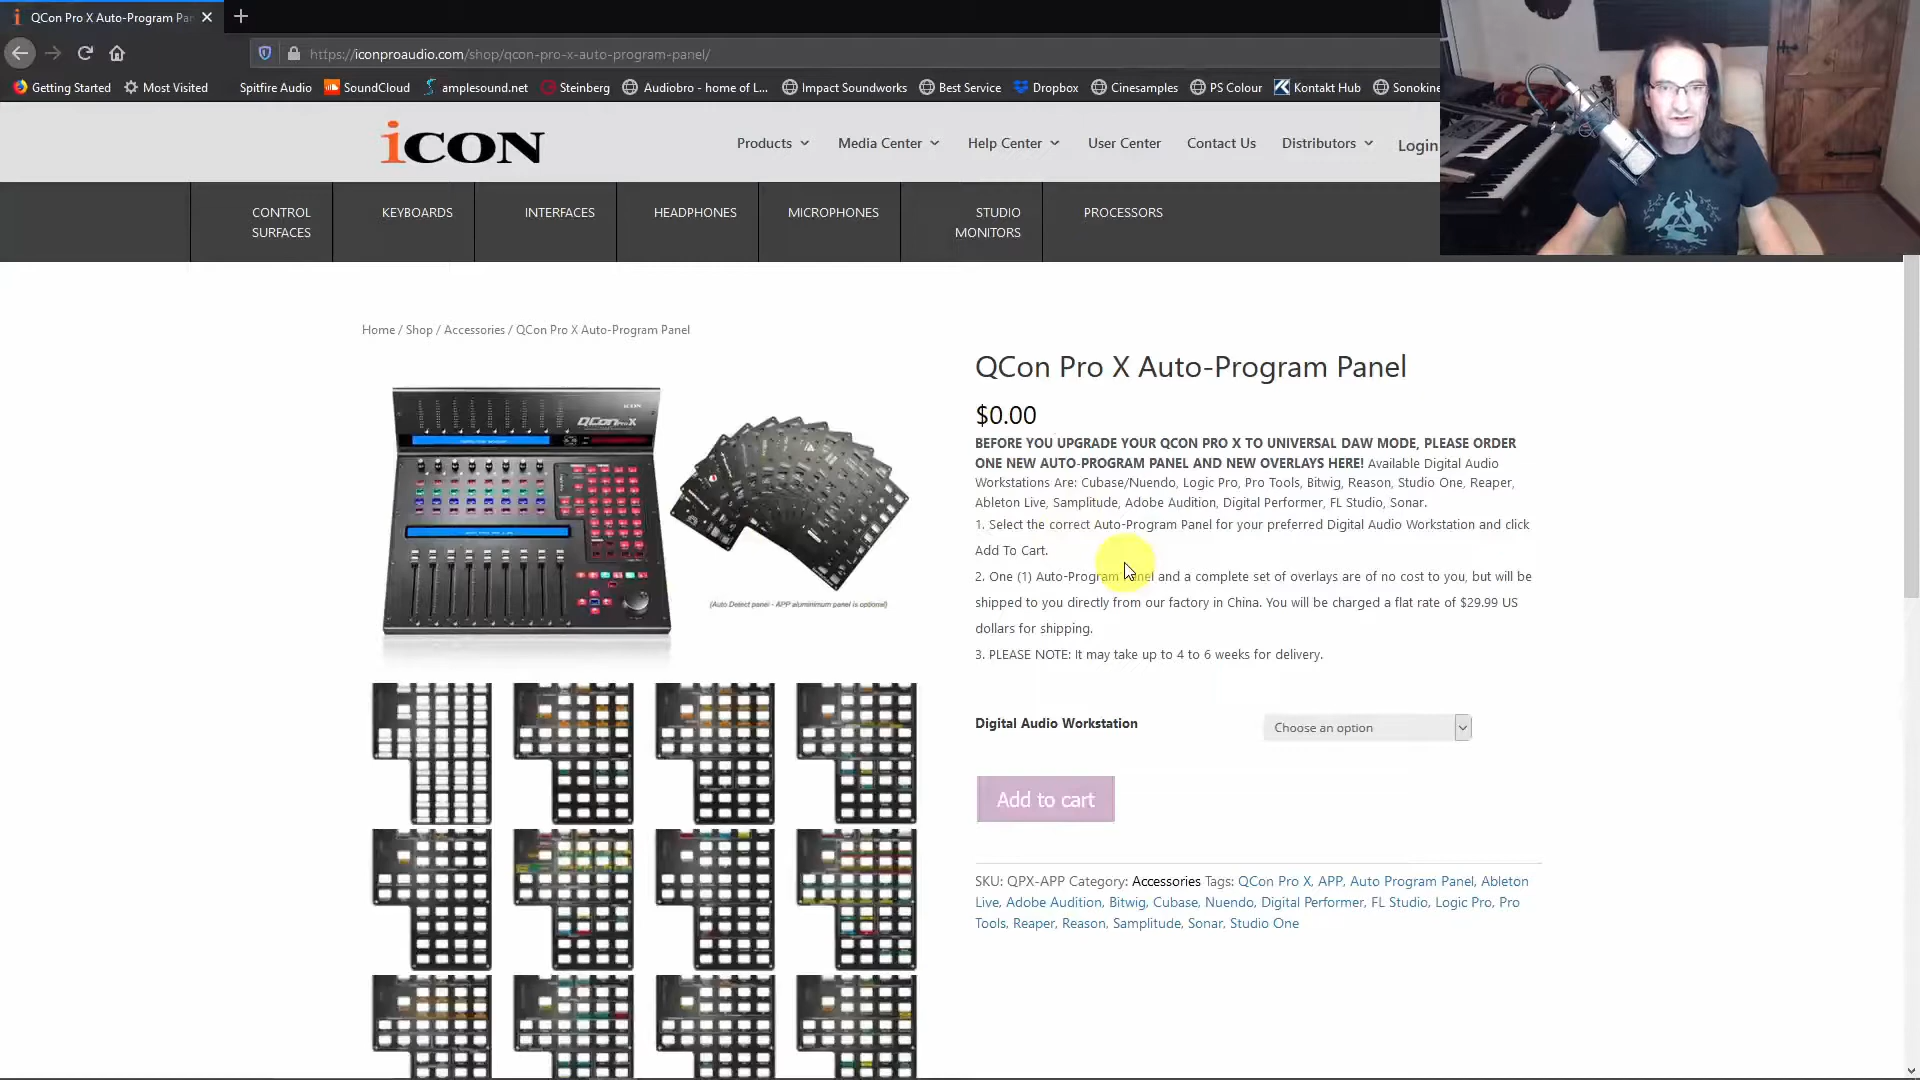 QCon Pro X Auto-Program Pan
https://iconproaudio.com/shop/qcon-pro-x-auto-program-panel/
Getting Started
Most Visited
Spitfire Audio
SoundCloud
amplesound.net
Steinberg
Audiobro - home of L...
Impact Soundworks
Best Service
Dropbox
Cinesamples
PS Colour
Kontakt Hub
Sonokine
iCON
Products
Media Center
Help Center
User Center
Contact Us
Distributors
Login
CONTROL
SURFACES
KEYBOARDS
INTERFACES
HEADPHONES
MICROPHONES
STUDIO
MONITORS
PROCESSORS
Home / Shop / Accessories / QCon Pro X Auto-Program Panel
iCON
QCon Pro X
(Auto Detect panel - APP alumimimum panel is optional)
QCon Pro X Auto-Program Panel
$0.00
BEFORE YOU UPGRADE YOUR QCON PRO X TO UNIVERSAL DAW MODE, PLEASE ORDER
ONE NEW AUTO-PROGRAM PANEL AND NEW OVERLAYS HERE! Available Digital Audio
Workstations Are: Cubase/Nuendo, Logic Pro, Pro Tools, Bitwig, Reason, Studio One, Reaper,
Ableton Live, Samplitude, Adobe Audition, Digital Performer, FL Studio, Sonar.
1. Select the correct Auto-Program Panel for your preferred Digital Audio Workstation and click
Add To Cart.
2. One (1) Auto-Program Panel and a complete set of overlays are of no cost to you, but will be
shipped to you directly from our factory in China. You will be charged a flat rate of $29.99 US
dollars for shipping.
3. PLEASE NOTE: It may take up to 4 to 6 weeks for delivery.
Digital Audio Workstation
Choose an option
Add to cart
SKU: QPX-APP Category: Accessories Tags: QCon Pro X, APP, Auto Program Panel, Ableton
Live, Adobe Audition, Bitwig, Cubase, Nuendo, Digital Performer, FL Studio, Logic Pro, Pro
Tools, Reaper, Reason, Samplitude, Sonar, Studio One